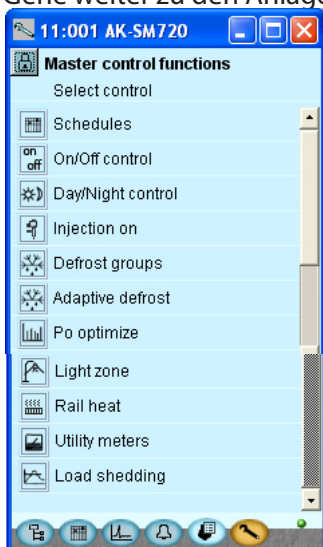 Gehe weiter zu den Anlage
11:001 AK-SM720
Master control functions
Select control
Schedules
on off On/Off control
Day/Night control
Injection on
Defrost groups
Adaptive defrost
Po optimize
Light zone
Rail heat
Utility meters
Load shedding